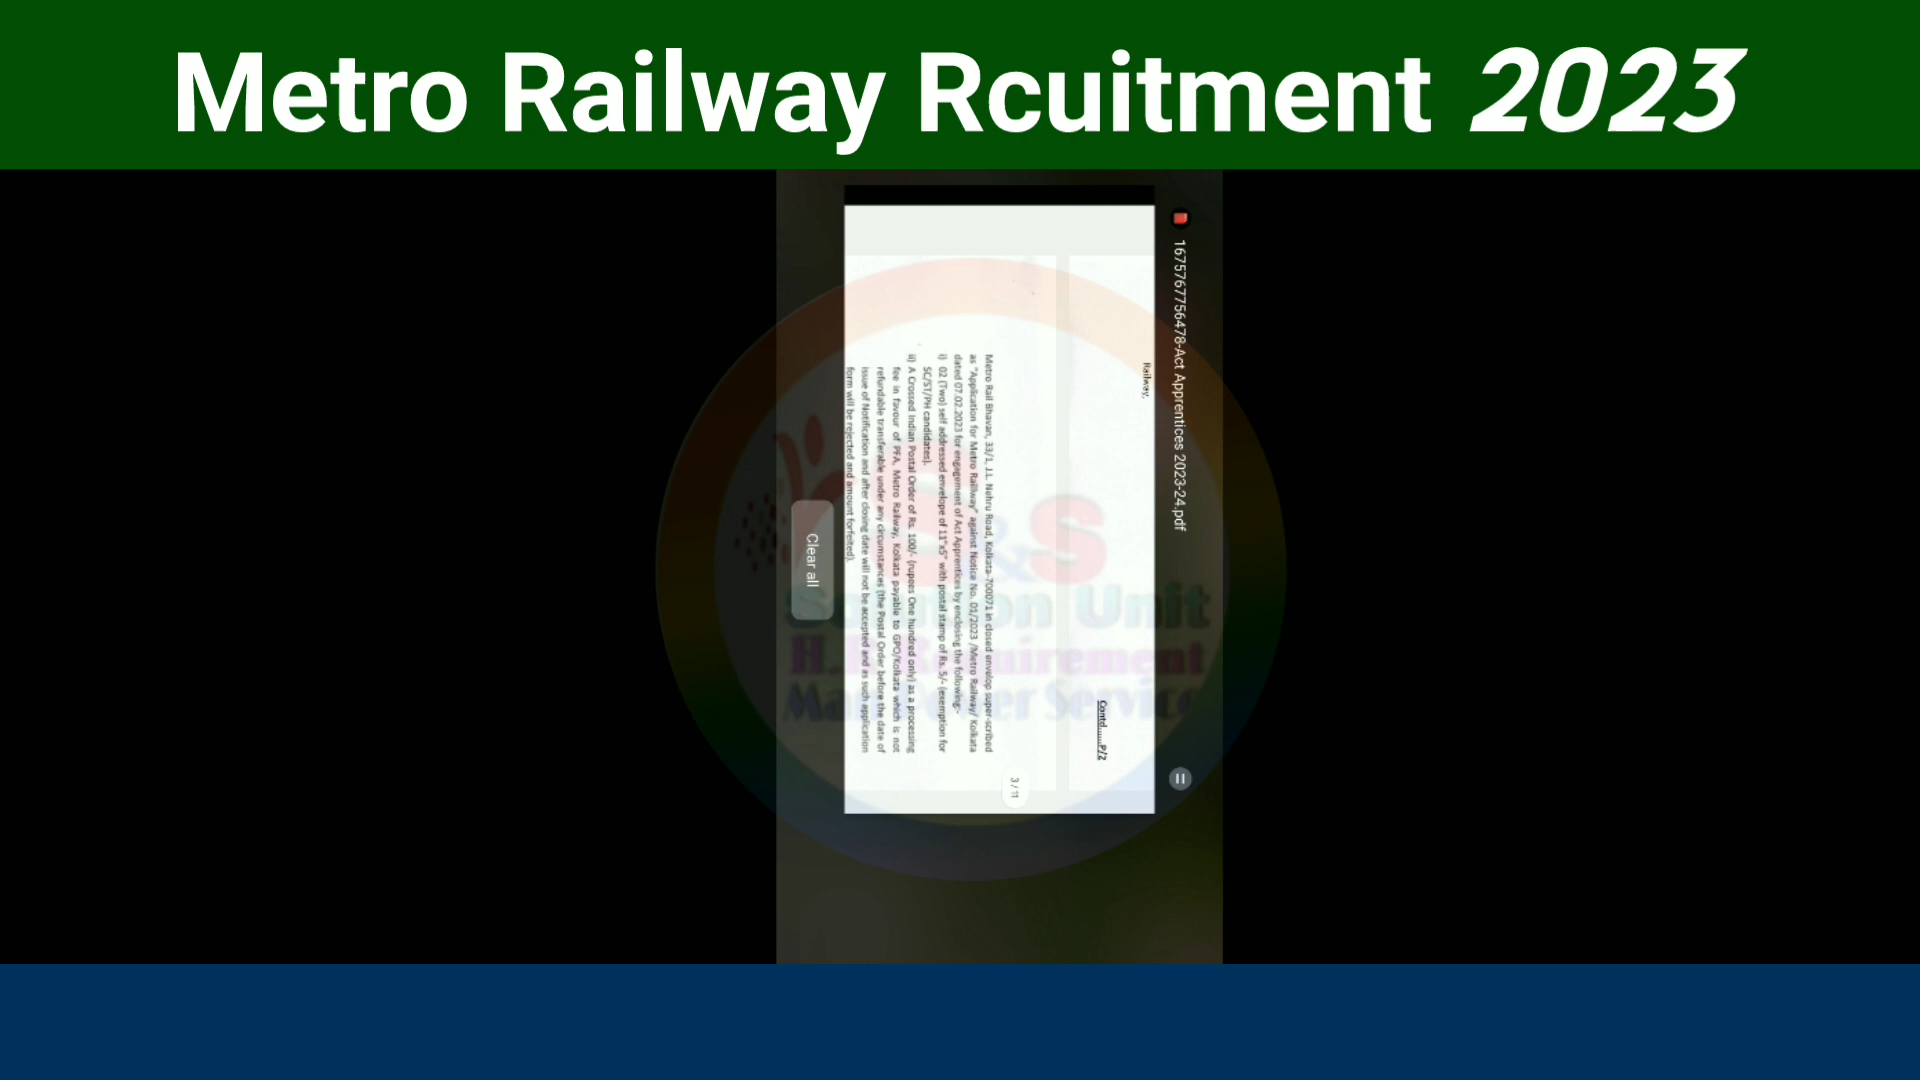 Metro Railway Rcuitment 2023
1675767756478-Act Apprentices 2023-24.pdf
Railway.
Contd.......P/2
3/11
Metro Rail Bhavan, 33/1, J.L. Nehru Road, Kolkata-700071 in closed envelop super-scribed
as "Application for Metro Railway" against Notice No. 01/2023 /Metro Railway/ Kolkata
dated 07.02.2023 for engagement of Act Apprentices by enclosing the following:-
i) 02 (Two) self addressed envelope of 11"x5" with postal stamp of Rs. 5/- (exemption for
SC/ST/PH candidates).
ii) A Crossed Indian Postal Order of Rs. 100/- (rupees One hundred only) as a processing
fee in favour of PFA, Metro Railway, Kolkata payable to GPO/Kolkata which is not
refundable transferable under any circumstances (the Postal Order before the date of
issue of Notification and after closing date will not be accepted and as such application
form will be rejected and amount forfeited).
Clear all
&S
Unit
H.
Service